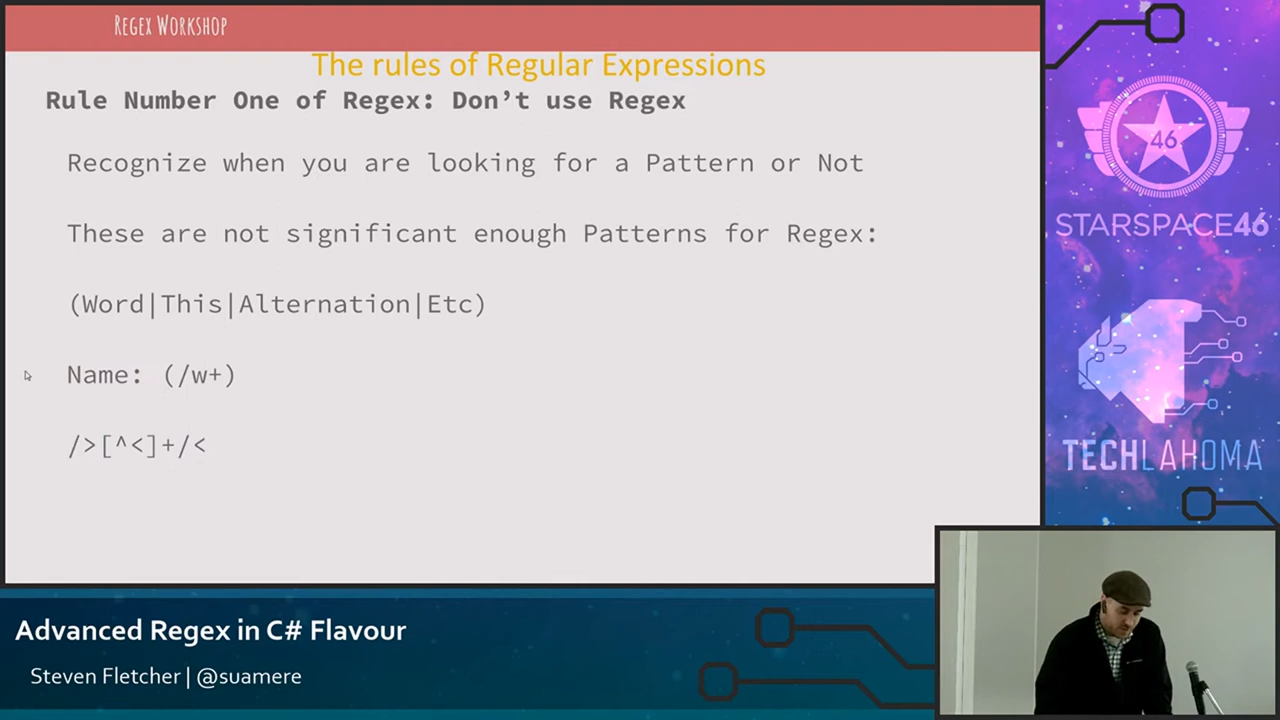 Regex Workshop
The rules of Regular Expressions
Rule Number One of Regex: Don’t use Regex
Recognize when you are looking for a Pattern or Not
These are not significant enough Patterns for Regex:
(Word|This|Alternation|Etc)
Name: (/w+)
/>[^<]+/<
46
STARSPACE46
TECHLAHOMA
Advanced Regex in C# Flavour
Steven Fletcher | @suamere